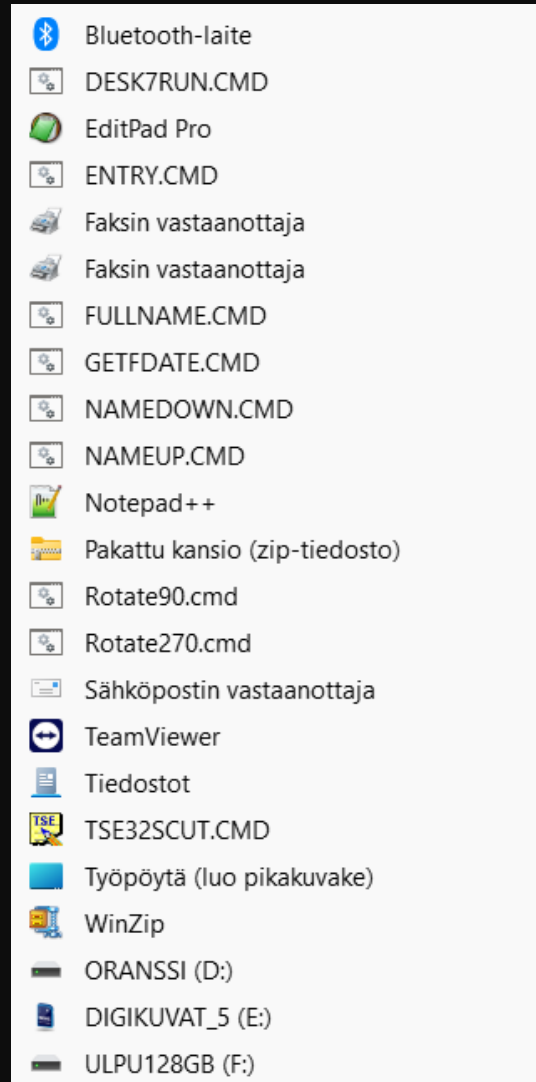 Bluetooth-laite
DESK7RUN.CMD
EditPad Pro
ENTRY.CMD
Faksin vastaanottaja
Faksin vastaanottaja
FULLNAME.CMD
GETFDATE.CMD
NAMEDOWN.CMD
NAMEUP.CMD
Notepad++
Pakattu kansio (zip-tiedosto)
Rotate90.cmd
Rotate270.cmd
Sähköpostin vastaanottaja
TeamViewer
Tiedostot
TSE TSE32SCUT.CMD
Työpöytä (luo pikakuvake)
WinZip
ORANSSI (D:)
DIGIKUVAT_5 (E:)
ULPU128GB (F:)